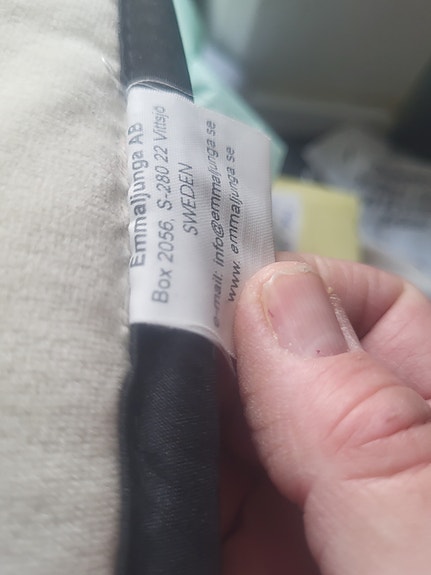 Emmaljunga AB
Box 2056, S-280 22 Vittsjö
SWEDEN
e-mail: info@emmaljunga.se
www. emmaljunga.se